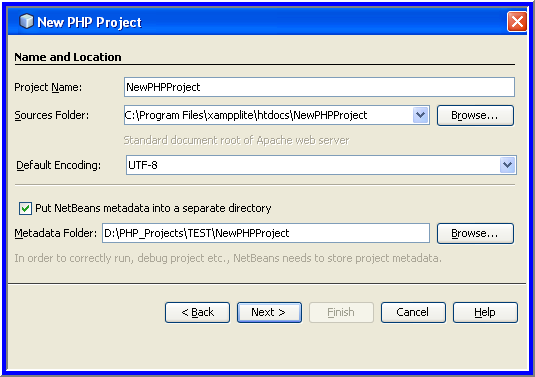 New PHP Project
Name and Location
Project Name: NewPHPProject
Sources Folder: C:\Program Files\xampplite\htdocs\NewPHPProject Browse...
Standard document root of Apache web server
Default Encoding: UTF-8
Put NetBeans metadata into a separate directory
Metadata Folder: D:\PHP_Projects\TEST\NewPHPProject Browse...
In order to correctly run, debug project etc., NetBeans needs to store project metadata.
< Back Next > Finish Cancel Help